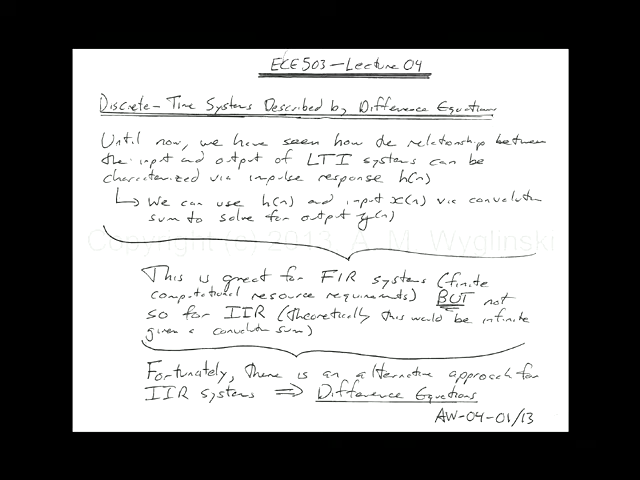 ECE503 - Lecture 04
Discrete-Time Systems Described by Difference Equations
Until now, we have seen how the relationship between
the input and output of LTI systems can be
characterized via impulse response h(n)
↳ We can use h(n) and input x(n) via convolution
sum to solve for output y(n)
Copyright (c) 2013, A. M. Wyglinski
This is great for FIR systems (finite
computational resource requirements) BUT not
so for IIR (theoretically this would be infinite
given a convolution sum)
Fortunately, there is an alternative approach for
IIR systems ⇒ Difference Equations
AW-04-01/13